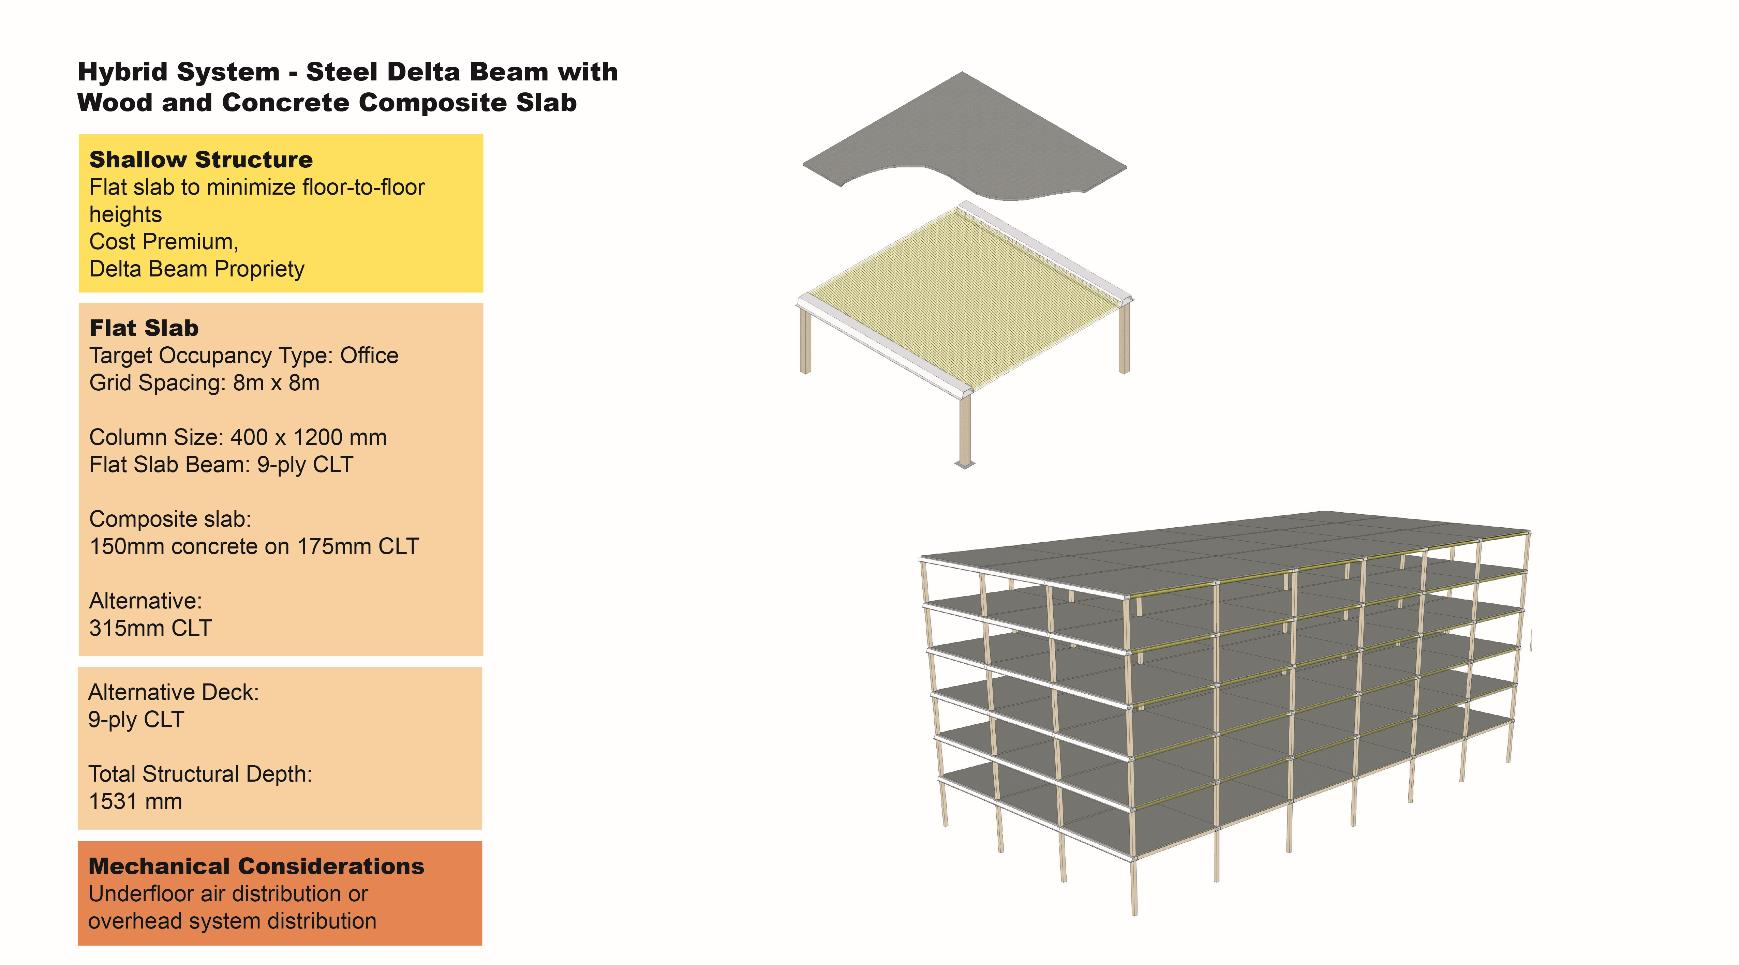 Hybrid System - Steel Delta Beam with
Wood and Concrete Composite Slab
Shallow Structure
Flat slab to minimize floor-to-floor
heights
Cost Premium,
Delta Beam Propriety
Flat Slab
Target Occupancy Type: Office
Grid Spacing: 8m x 8m
Column Size: 400 x 1200 mm
Flat Slab Beam: 9-ply CLT
Composite slab:
150mm concrete on 175mm CLT
Alternative:
315mm CLT
Alternative Deck:
9-ply CLT
Total Structural Depth:
1531 mm
Mechanical Considerations
Underfloor air distribution or
overhead system distribution